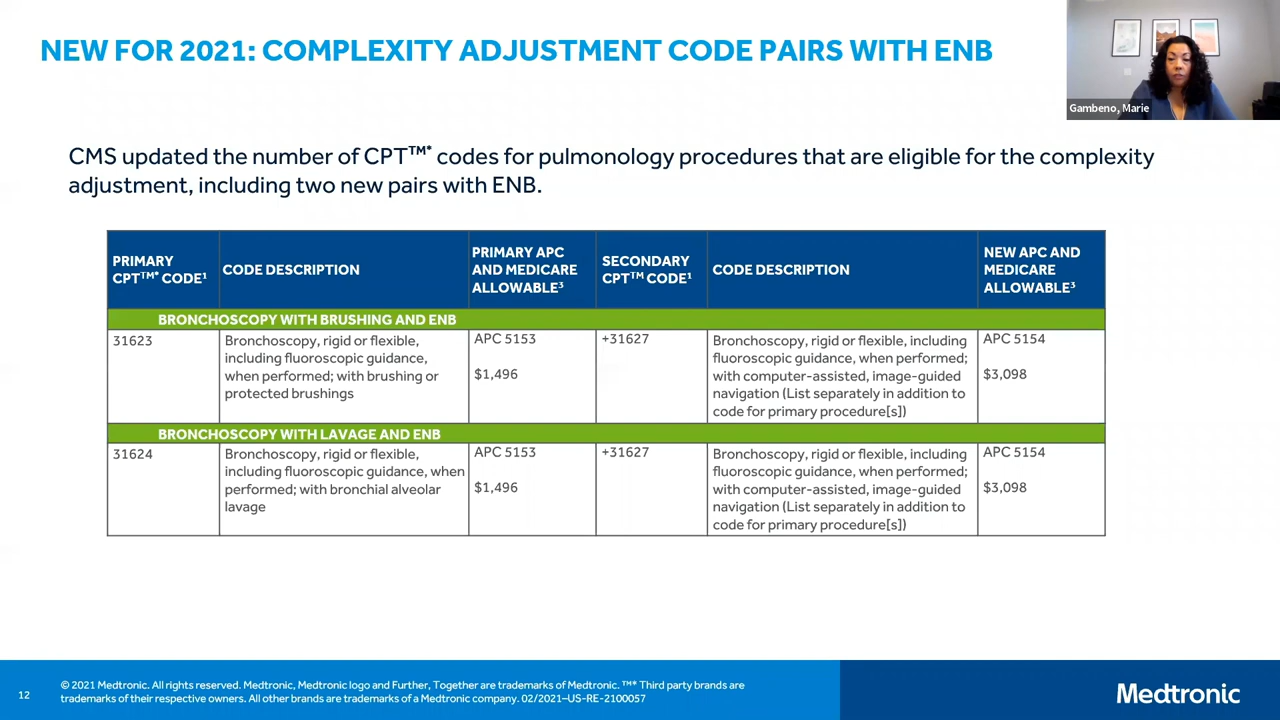 NEW FOR 2021: COMPLEXITY ADJUSTMENT CODE PAIRS WITH ENB
Gambeno, Marie
CMS updated the number of CPT™* codes for pulmonology procedures that are eligible for the complexity
adjustment, including two new pairs with ENB.
PRIMARY
CPT™* CODE¹
CODE DESCRIPTION
PRIMARY APC
AND MEDICARE
ALLOWABLE³
SECONDARY
CPT™ CODE¹
CODE DESCRIPTION
NEW APC AND
MEDICARE
ALLOWABLE³
BRONCHOSCOPY WITH BRUSHING AND ENB
31623
Bronchoscopy, rigid or flexible,
including fluoroscopic guidance,
when performed; with brushing or
protected brushings
APC 5153
$1,496
+31627
Bronchoscopy, rigid or flexible, including
fluoroscopic guidance, when performed;
with computer-assisted, image-guided
navigation (List separately in addition to
code for primary procedure[s])
APC 5154
$3,098
BRONCHOSCOPY WITH LAVAGE AND ENB
31624
Bronchoscopy, rigid or flexible,
including fluoroscopic guidance, when
performed; with bronchial alveolar
lavage
APC 5153
$1,496
+31627
Bronchoscopy, rigid or flexible, including
fluoroscopic guidance, when performed;
with computer-assisted, image-guided
navigation (List separately in addition to
code for primary procedure[s])
APC 5154
$3,098
12
© 2021 Medtronic. All rights reserved. Medtronic, Medtronic logo and Further, Together are trademarks of Medtronic. ™* Third party brands are
trademarks of their respective owners. All other brands are trademarks of a Medtronic company. 02/2021–US-RE-2100057
Medtronic